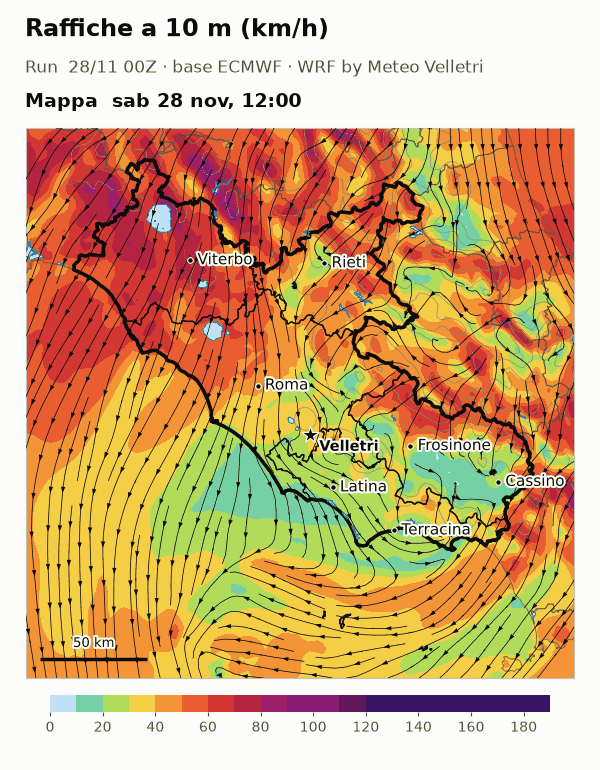 Raffiche a 10 m (km/h)
Run 28/11 00Z · base ECMWF · WRF by Meteo Velletri
Mappa sab 28 nov, 12:00
Viterbo
Rieti
Roma
Velletri
Frosinone
Cassino
Latina
Terracina
50 km
0 20 40 60 80 100 120 140 160 180